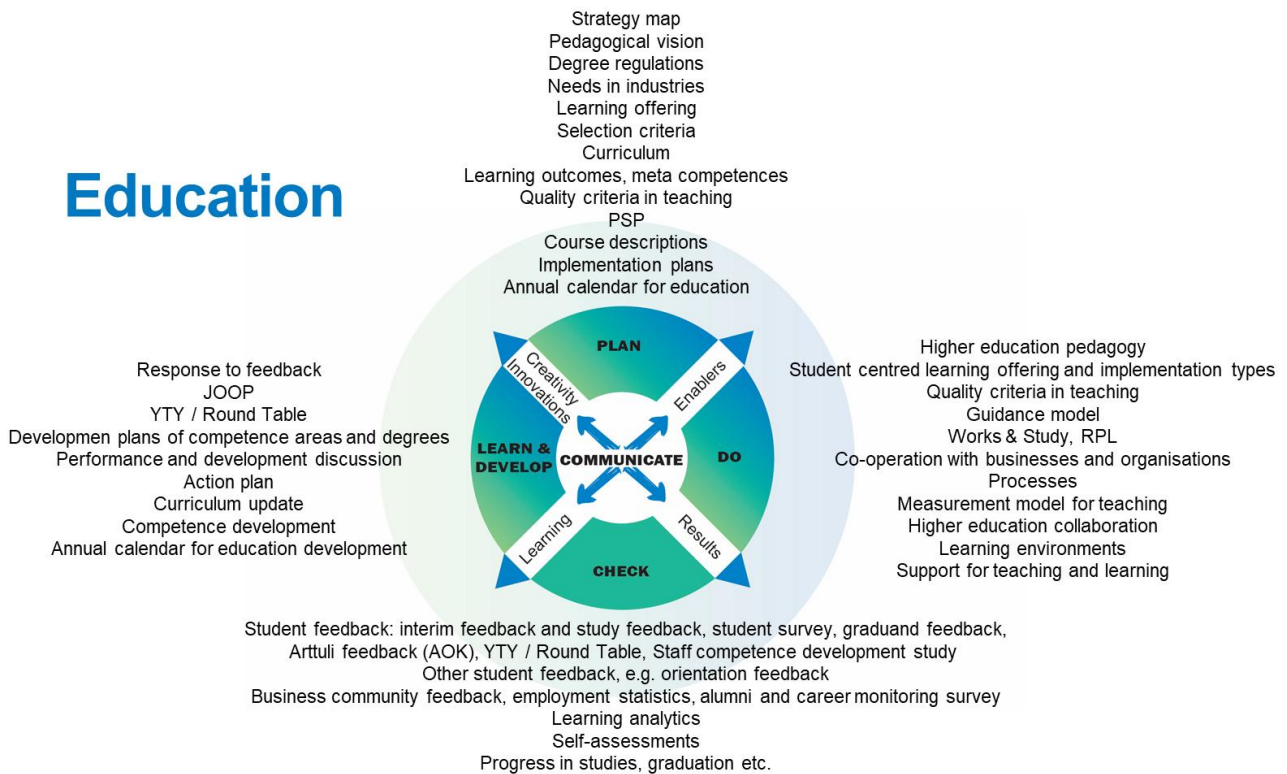 Strategy map
Pedagogical vision
Degree regulations
Needs in industries
Learning offering
Selection criteria
Curriculum
Learning outcomes, meta competences
Quality criteria in teaching
PSP
Course descriptions
Implementation plans
Annual calendar for education
Education
PLAN
Creativity
Innovations
Enablers
LEARN &
DEVELOP
COMMUNICATE
DO
Learning
Results
CHECK
Response to feedback
JOOP
YTY / Round Table
Developmen plans of competence areas and degrees
Performance and development discussion
Action plan
Curriculum update
Competence development
Annual calendar for education development
Higher education pedagogy
Student centred learning offering and implementation types
Quality criteria in teaching
Guidance model
Works & Study, RPL
Co-operation with businesses and organisations
Processes
Measurement model for teaching
Higher education collaboration
Learning environments
Support for teaching and learning
Student feedback: interim feedback and study feedback, student survey, graduand feedback,
Arttuli feedback (AOK), YTY / Round Table, Staff competence development study
Other student feedback, e.g. orientation feedback
Business community feedback, employment statistics, alumni and career monitoring survey
Learning analytics
Self-assessments
Progress in studies, graduation etc.